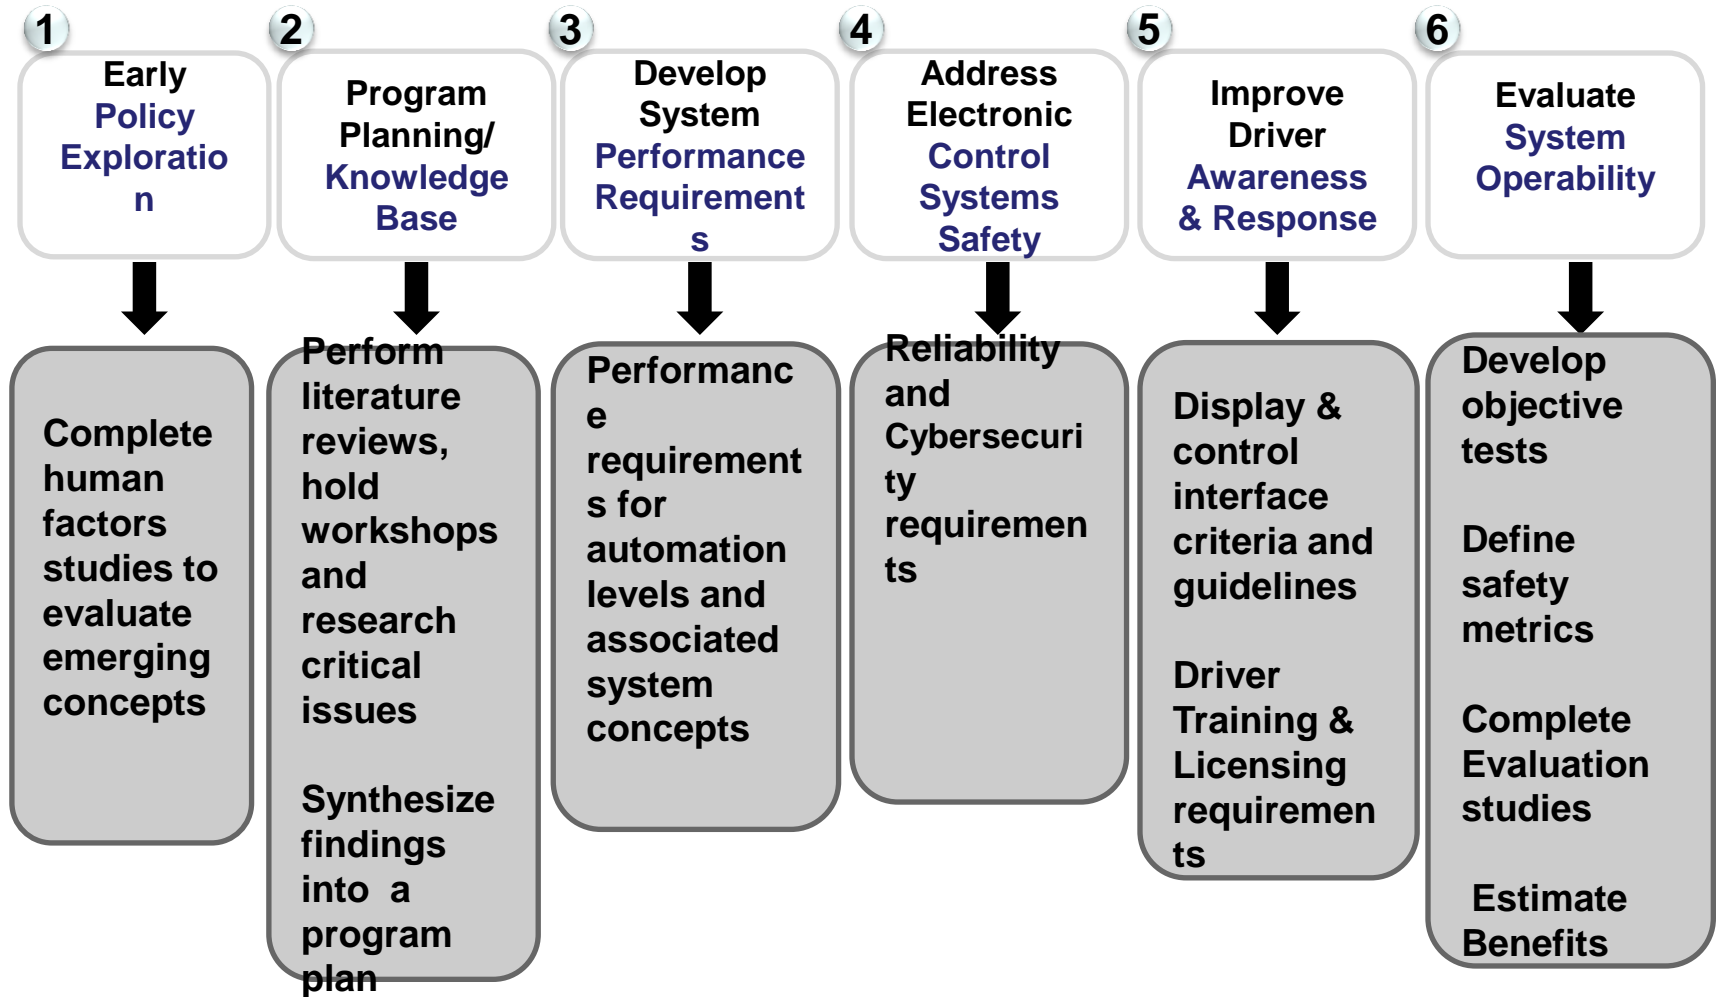 1
Early
Policy
Exploratio
n
2
Program
Planning/
Knowledge
Base
3
Develop
System
Performance
Requirement
s
4
Address
Electronic
Control
Systems
Safety
5
Improve
Driver
Awareness
& Response
6
Evaluate
System
Operability
Complete
human
factors
studies to
evaluate
emerging
concepts
Perform
literature
reviews,
hold
workshops
and
research
critical
issues
Synthesize
findings
into a
program
plan
Performanc
e
requirement
s for
automation
levels and
associated
system
concepts
Reliability
and
Cybersecuri
ty
requiremen
ts
Display &
control
interface
criteria and
guidelines
Driver
Training &
Licensing
requiremen
ts
Develop
objective
tests
Define
safety
metrics
Complete
Evaluation
studies
Estimate
Benefits